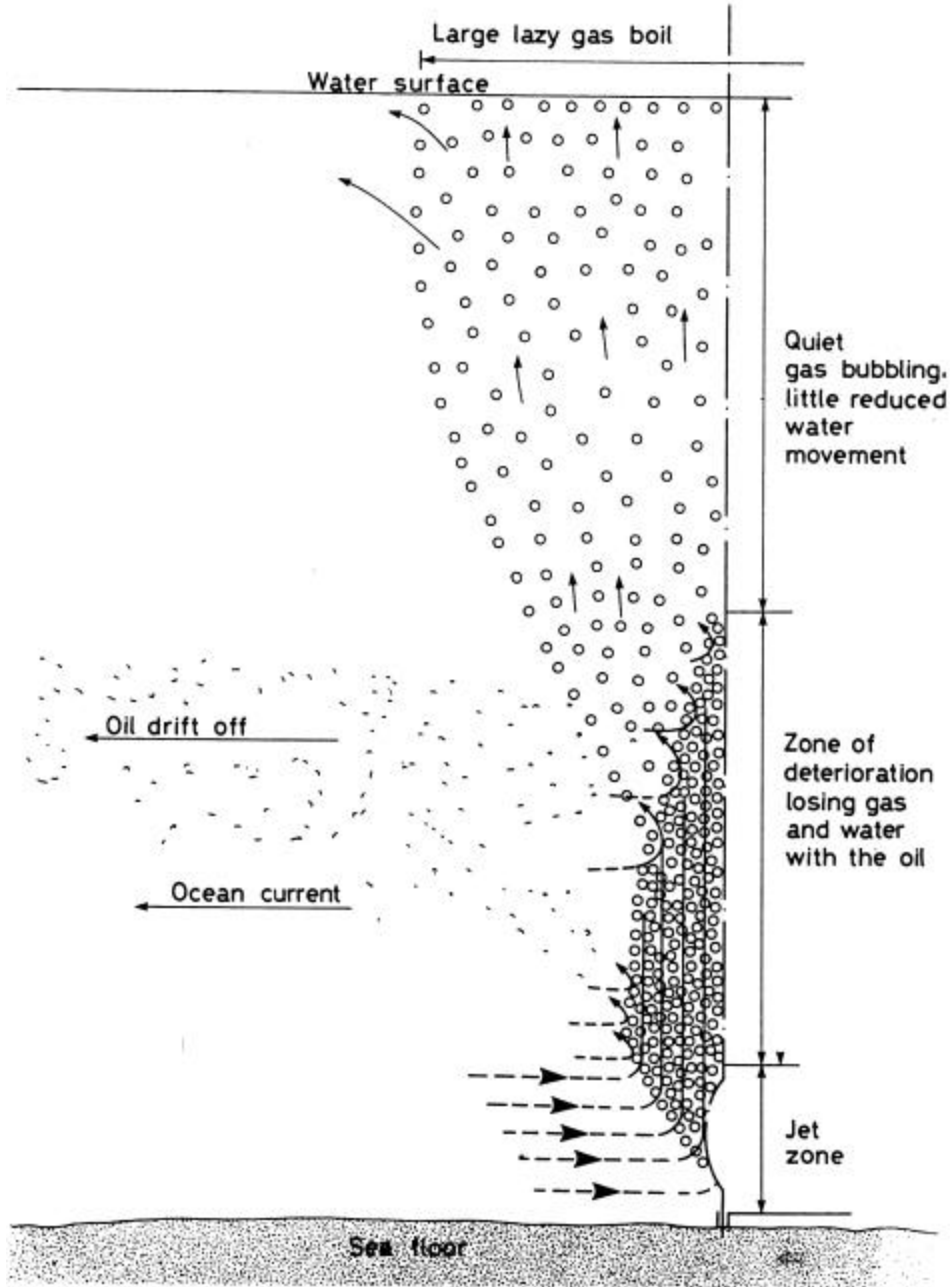 Large lazy gas boil
Water surface
Quiet
gas bubbling.
little reduced
water
movement
Oil drift off
Zone of
deterioration
losing gas
and water
with the oil
Ocean current
Jet
zone
Sea floor